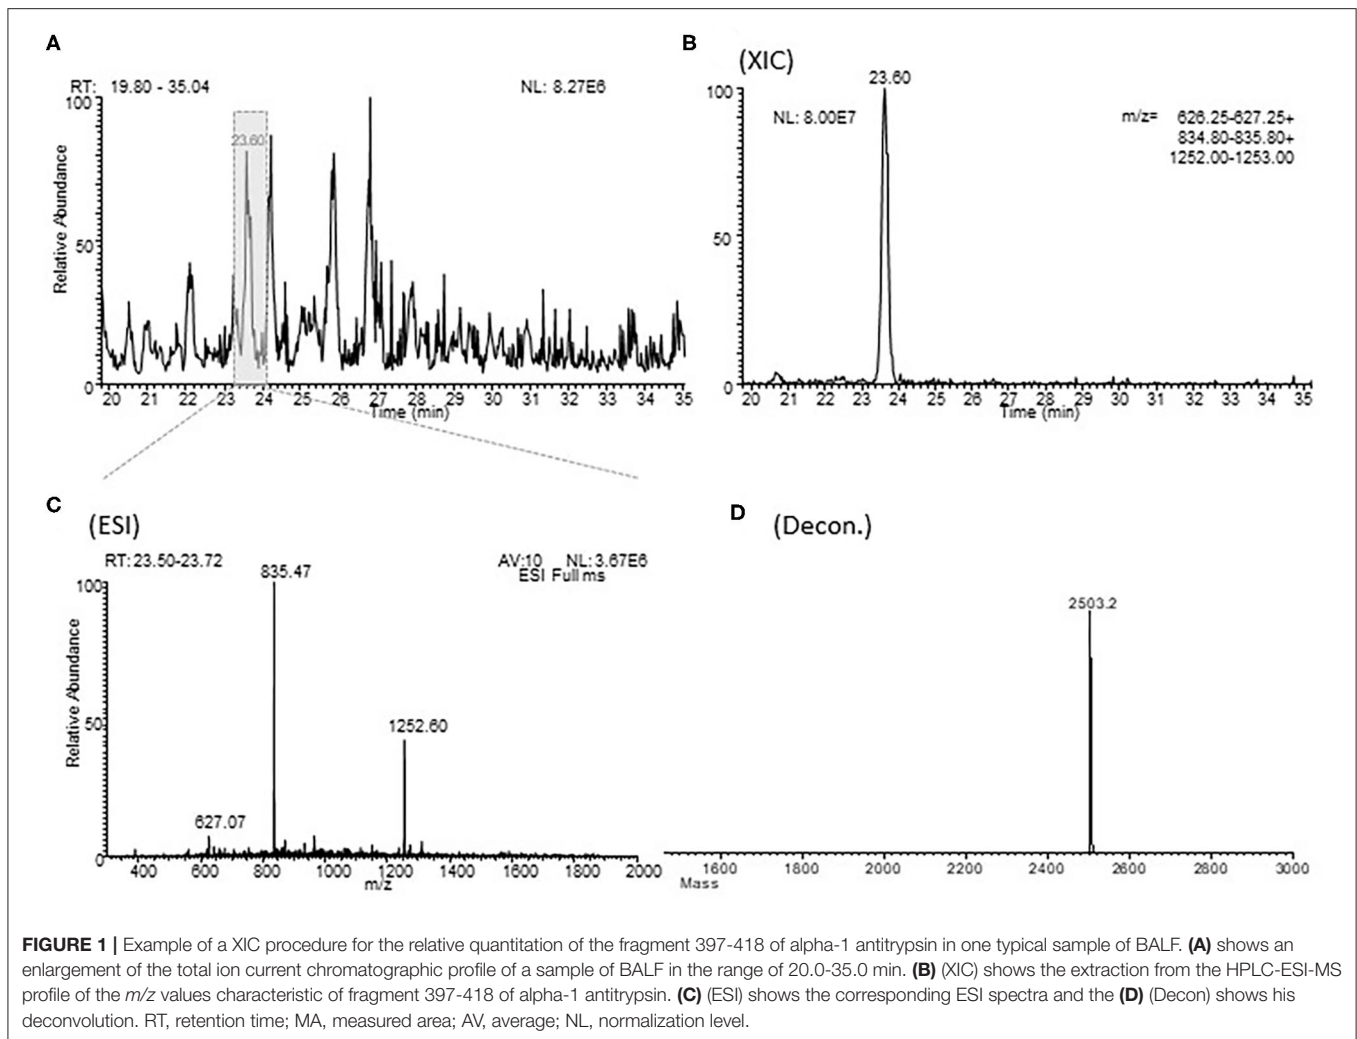 A
RT: 19.80 - 35.04
NL: 8.27E6
100
23.60
50
0
Relative Abundance
20 21 22 23 24 25 26 27 28 29 30 31 32 33 34 35
Time (min)
B
(XIC)
23.60
100
NL: 8.00E7
m/z= 626.25-627.25+
834.80-835.80+
1252.00-1253.00
50
0
20 21 22 23 24 25 26 27 28 29 30 31 32 33 34 35
Time (min)
C
(ESI)
RT: 23.50-23.72
AV:10 NL: 3.67E6
ESI Full ms
835.47
100
1252.60
50
627.07
0
Relative Abundance
400 600 800 1000 1200 1400 1600 1800 2000
m/z
D
(Decon.)
2503.2
1600 1800 2000 2200 2400 2600 2800 3000
Mass
FIGURE 1 | Example of a XIC procedure for the relative quantitation of the fragment 397-418 of alpha-1 antitrypsin in one typical sample of BALF. (A) shows an
enlargement of the total ion current chromatographic profile of a sample of BALF in the range of 20.0-35.0 min. (B) (XIC) shows the extraction from the HPLC-ESI-MS
profile of the m/z values characteristic of fragment 397-418 of alpha-1 antitrypsin. (C) (ESI) shows the corresponding ESI spectra and the (D) (Decon) shows his
deconvolution. RT, retention time; MA, measured area; AV, average; NL, normalization level.